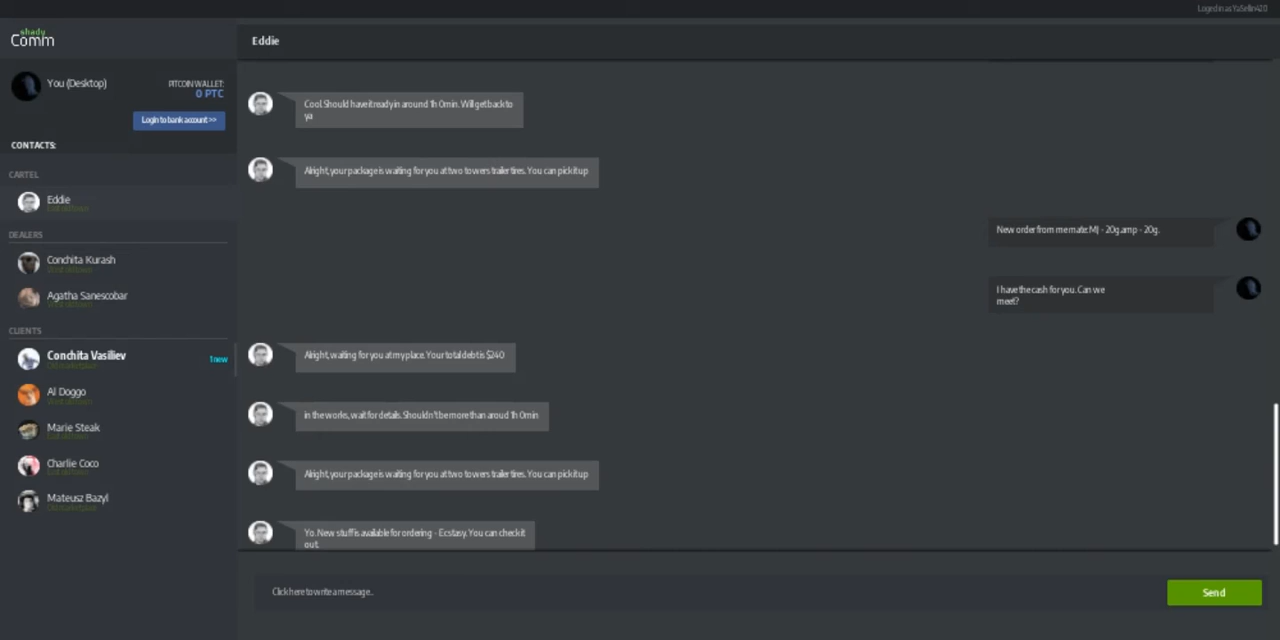 Loged in as YaSellin420
shady
Comm
You (Desktop)
PITCOIN WALLET:
0 PTC
Login to bank account >>
CONTACTS:
CARTEL
Eddie
DEALERS
Conchita Kurash
Agatha Sanescobar
CLIENTS
Conchita Vasiliev
1 new
Al Doggo
Marie Steak
Charlie Coco
Mateusz Bazyl
Eddie
Cool. Should have it ready in around 1h 0min. Will get back to
ya
Alright, your package is waiting for you at two towers trailer tires. You can pick it up
New order from me mate: MJ - 20g, amp - 20g.
I have the cash for you. Can we
meet?
Alright, waiting for you at my place. Your total debt is $240
in the works, wait for details. Shouldn't be more than aroud 1h 0min
Alright, your package is waiting for you at two towers trailer tires. You can pick it up
Yo. New stuff is available for ordering - Ecstasy. You can check it
out.
Click here to write a message..
Send